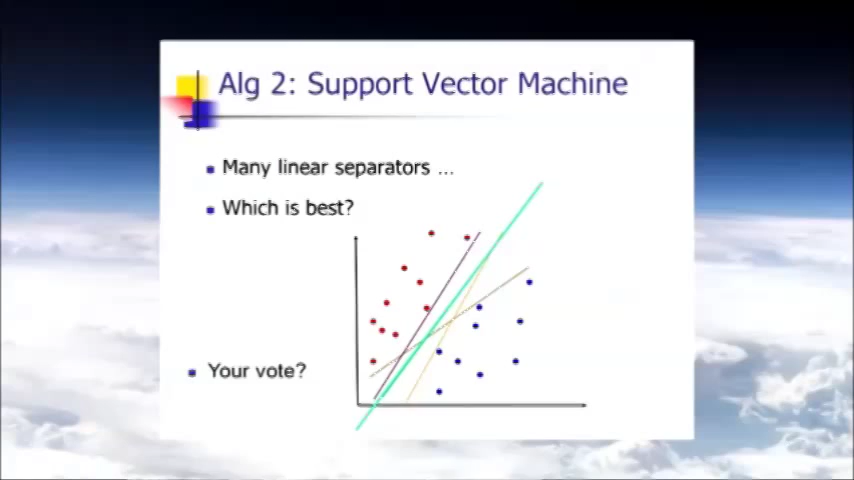 Alg 2: Support Vector Machine
Many linear separators ...
Which is best?
Your vote?